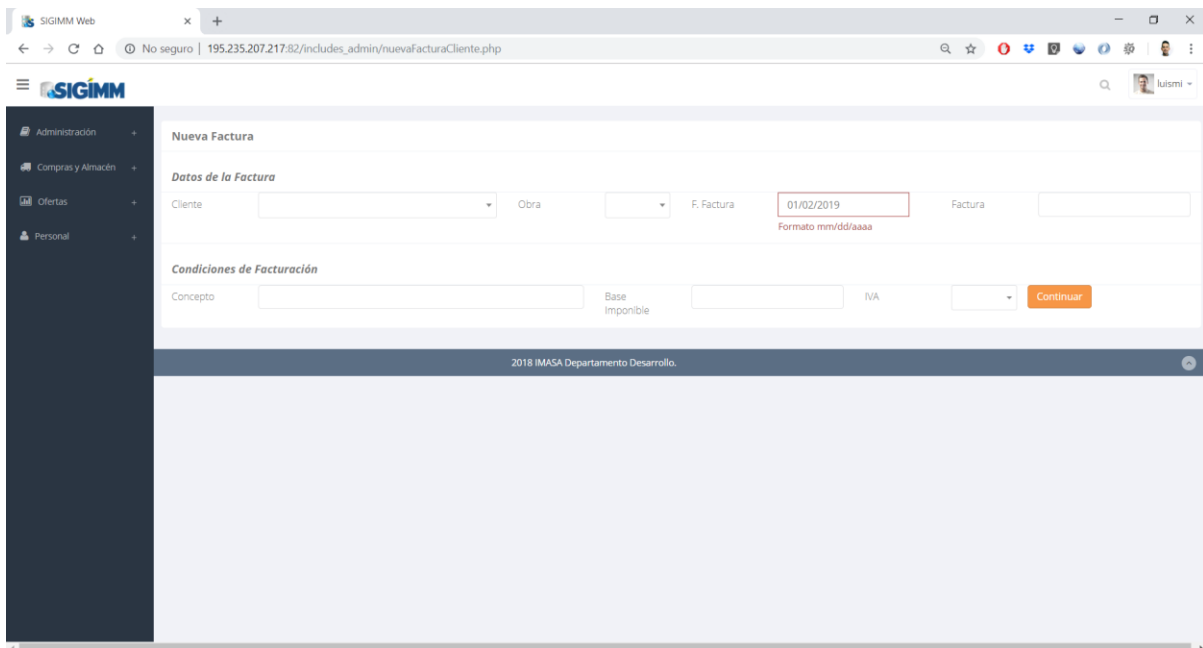 SIGIMM Web
No seguro | 195.235.207.217:82/includes_admin/nuevaFacturaCliente.php
SIGÍMM
luismi
Administración +
Compras y Almacén +
Ofertas +
Personal +
Nueva Factura
Datos de la Factura
Cliente Obra F. Factura 01/02/2019 Factura
Formato mm/dd/aaaa
Condiciones de Facturación
Concepto Base Imponible IVA Continuar
2018 IMASA Departamento Desarrollo.